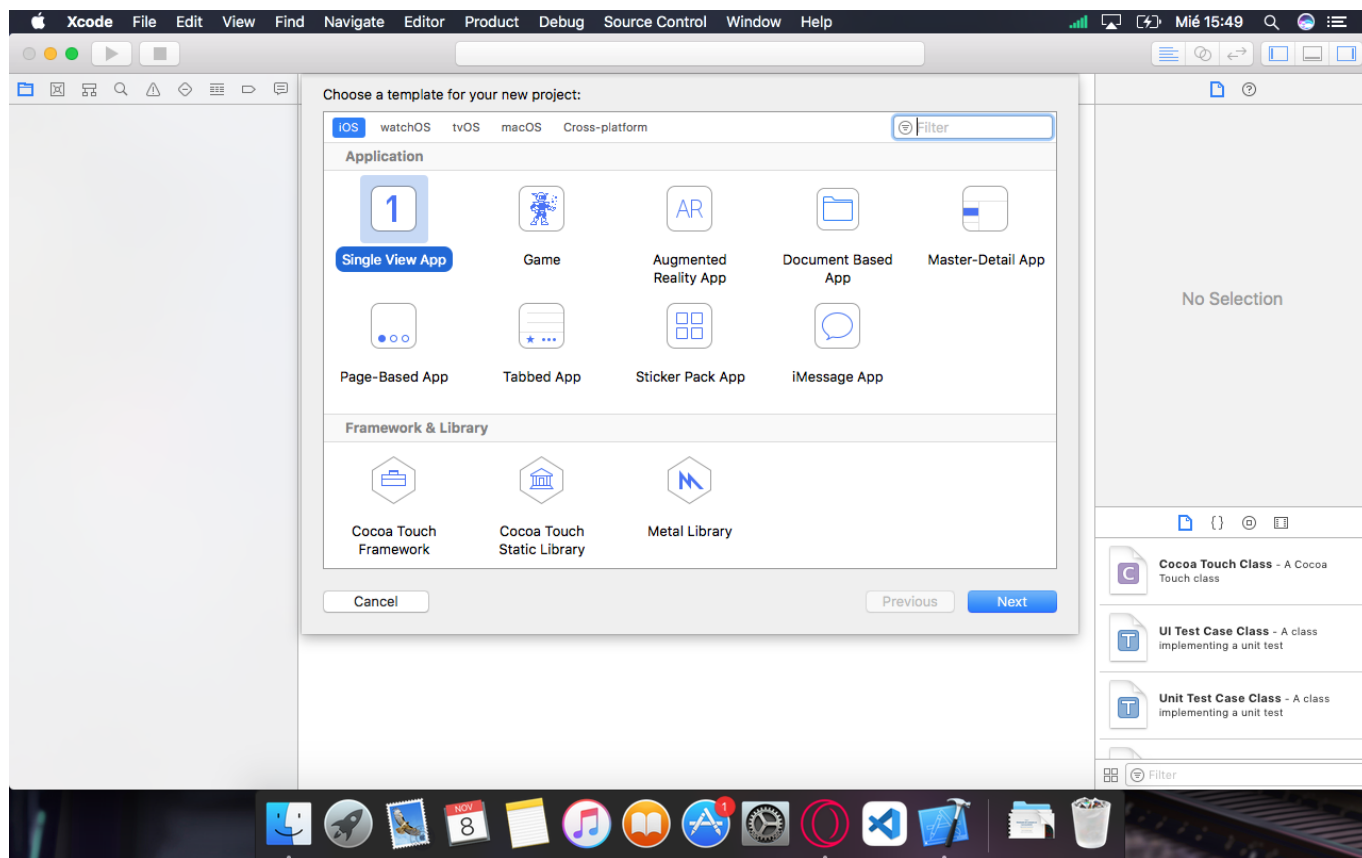 Xcode File Edit View Find Navigate Editor Product Debug Source Control Window Help Mié 15:49
Choose a template for your new project:
iOS watchOS tvOS macOS Cross-platform Filter
Application
1
AR
Single View App
Game
Augmented
Reality App
Document Based
App
Master-Detail App
Page-Based App
Tabbed App
Sticker Pack App
iMessage App
Framework & Library
Cocoa Touch
Framework
Cocoa Touch
Static Library
Metal Library
Cancel
Previous
Next
No Selection
{}
C
Cocoa Touch Class - A Cocoa
Touch class
T
UI Test Case Class - A class
implementing a unit test
T
Unit Test Case Class - A class
implementing a unit test
Filter
NOV
8
1